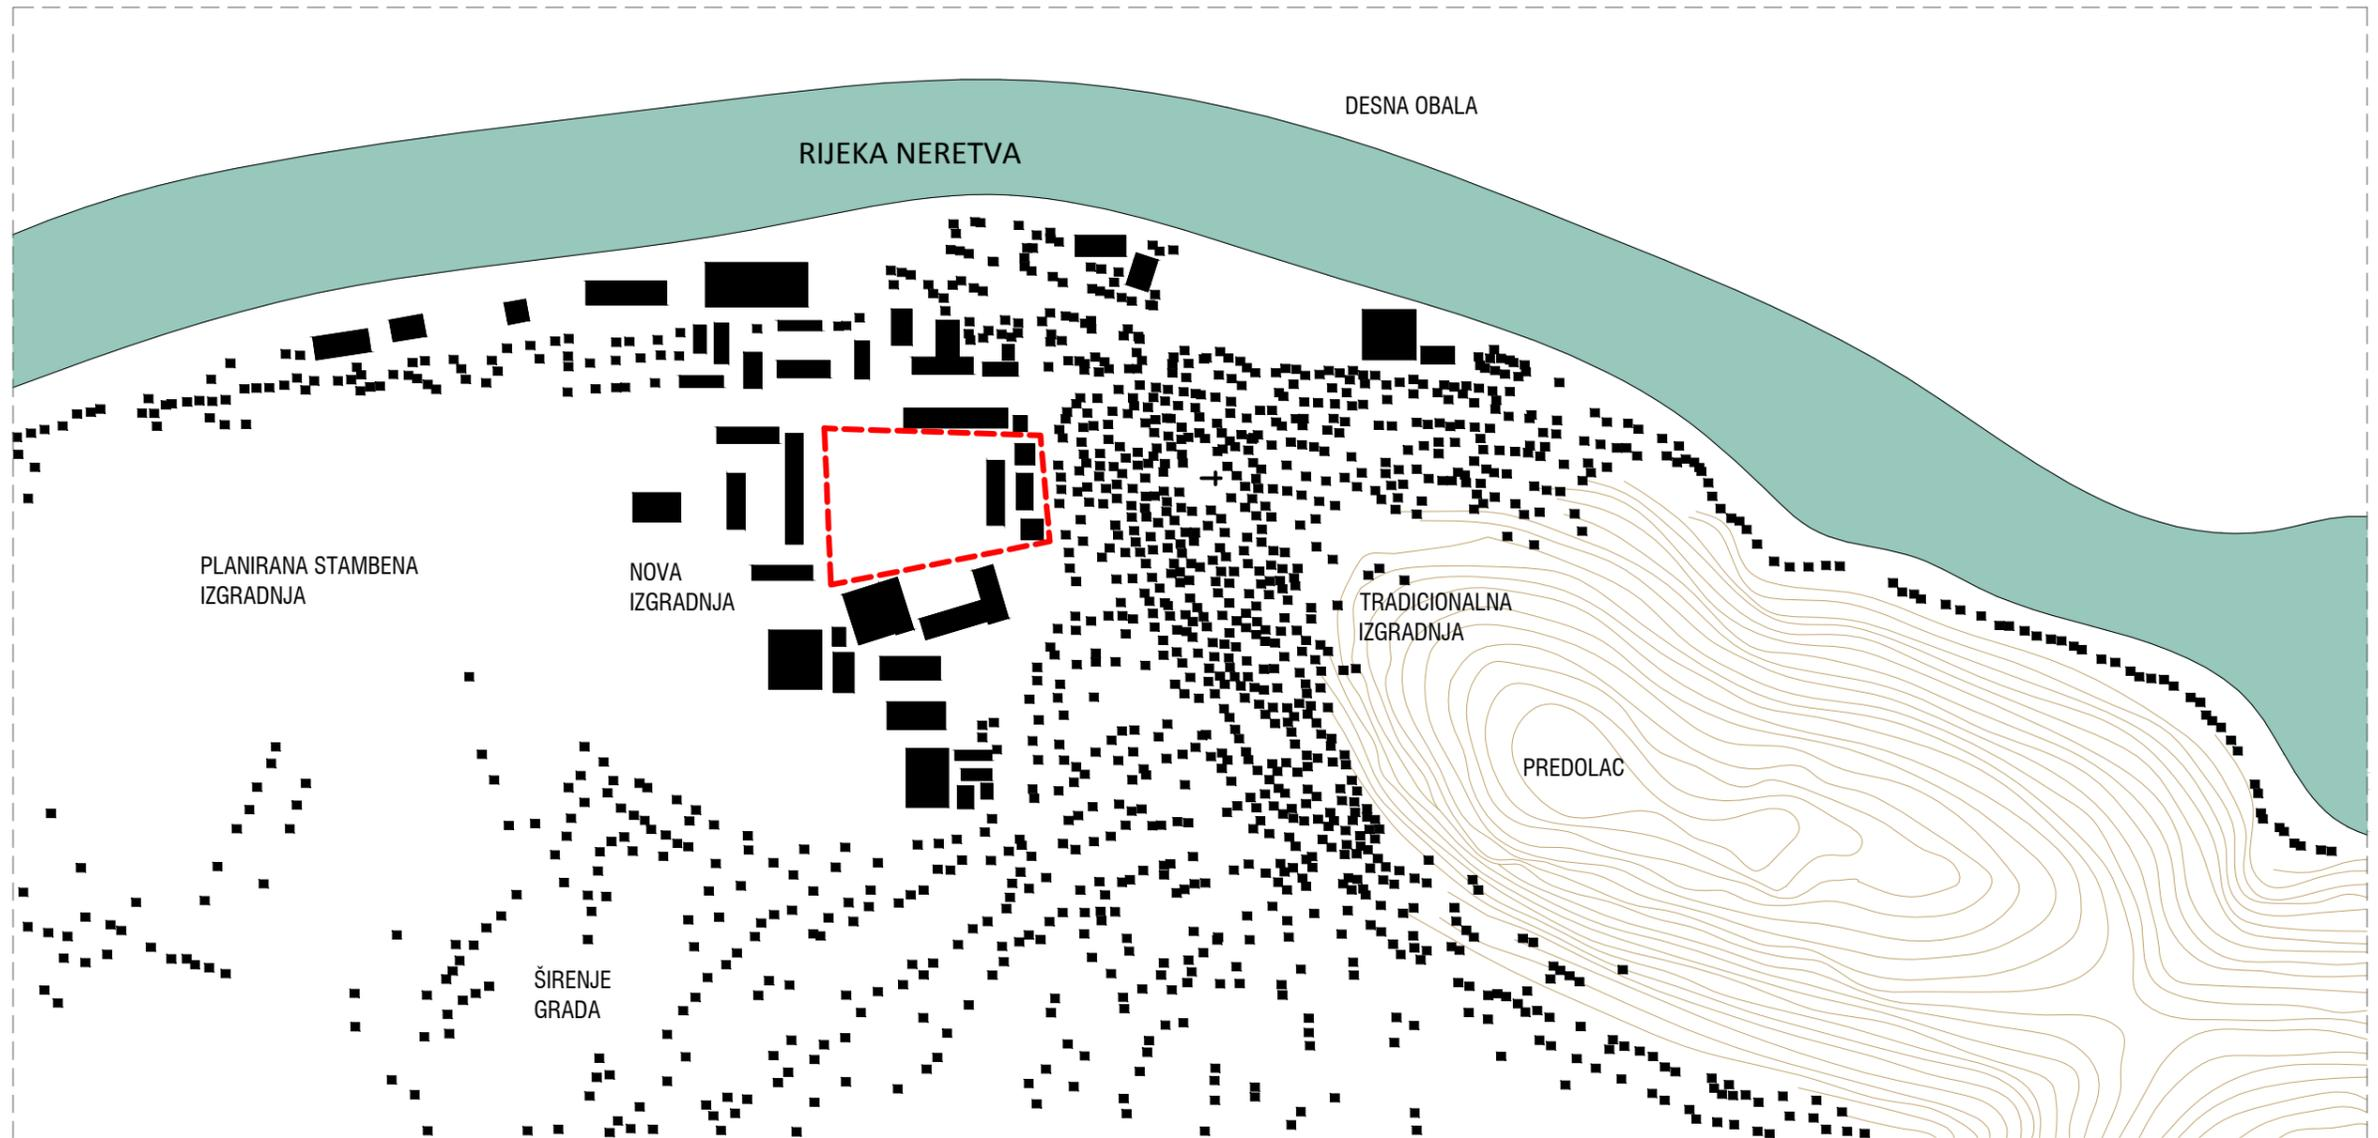 DESNA OBALA
RIJEKA NERETVA
PLANIRANA STAMBENA
IZGRADNJA
NOVA
IZGRADNJA
TRADICIONALNA
IZGRADNJA
PREDOLAC
ŠIRENJE
GRADA